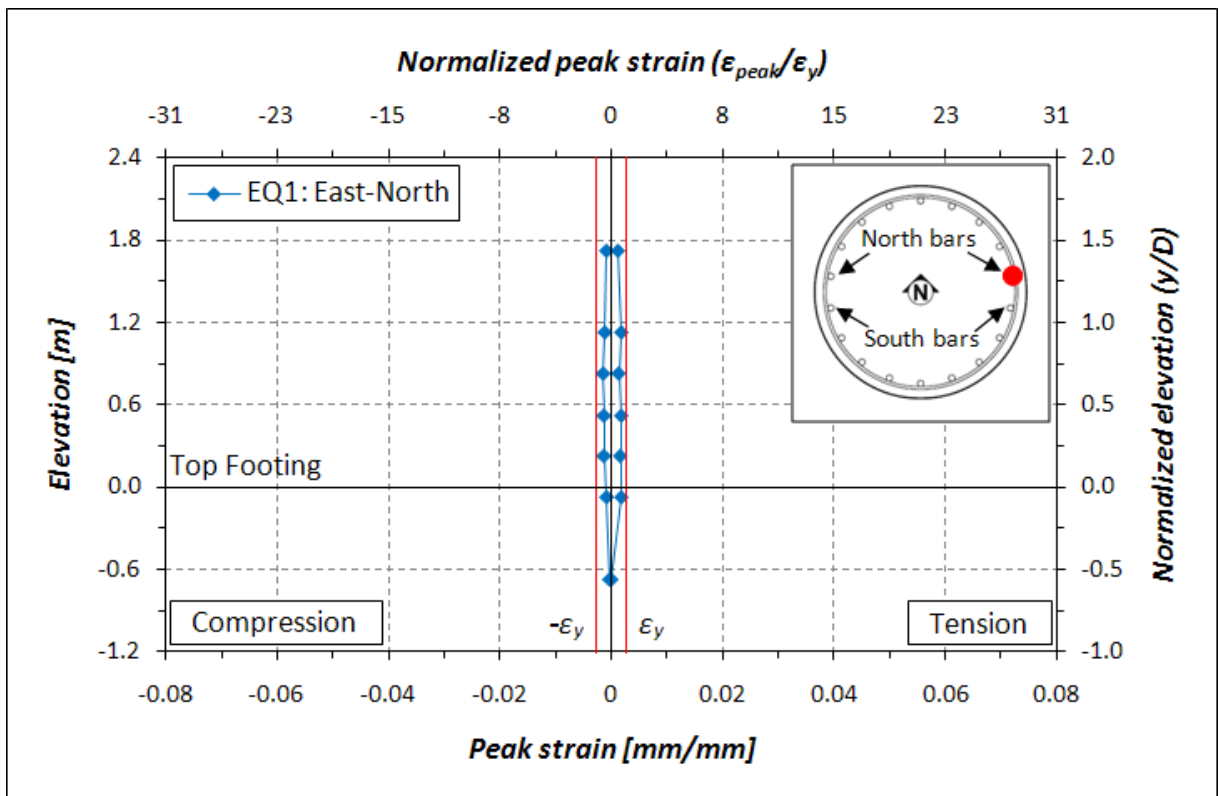 Normalized peak strain (εpeak/εy)
-31 -23 -15 -8 0 8 15 23 31
2.4 2.0
EQ1: East-North
1.8 1.5
North bars
N
1.2 1.0
South bars
0.6 0.5
Top Footing
0.0 0.0
-0.6 -0.5
Compression -εy εy Tension
-1.2 -1.0
-0.08 -0.06 -0.04 -0.02 0 0.02 0.04 0.06 0.08
Peak strain [mm/mm]
Elevation [m]
Normalized elevation (y/D)